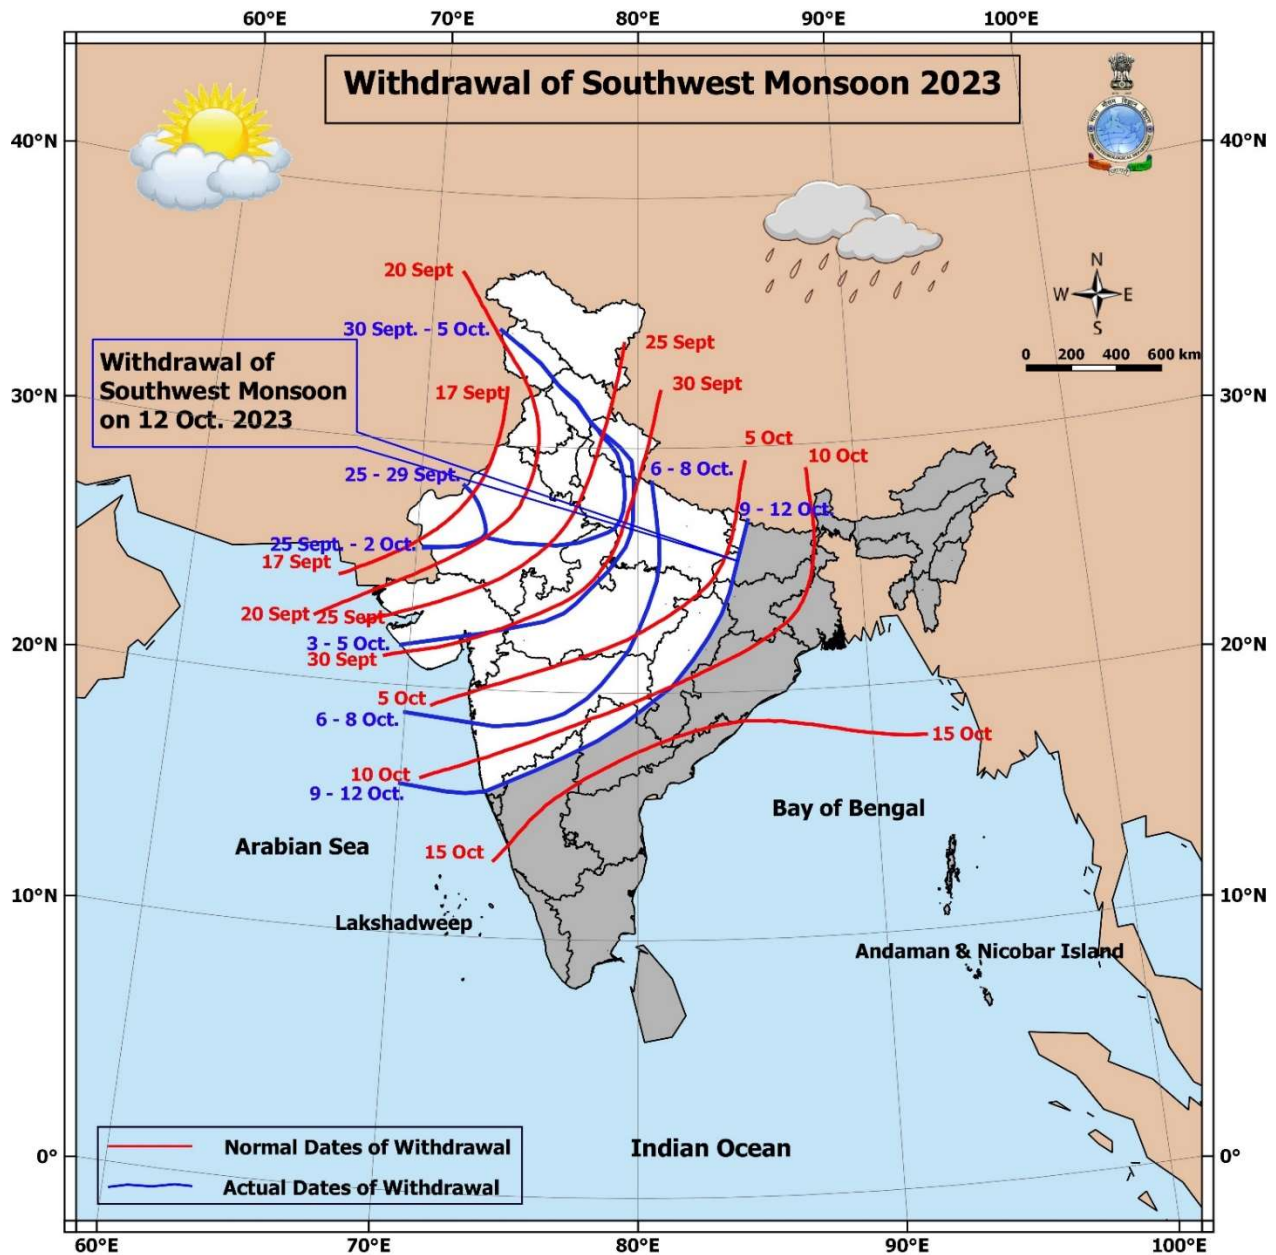 60°E 70°E 80°E 90°E 100°E
Withdrawal of Southwest Monsoon 2023
40°N 40°N
N
W E
S
20 Sept
30 Sept. - 5 Oct.
25 Sept
0 200 400 600 km
Withdrawal of
Southwest Monsoon
on 12 Oct. 2023
17 Sept
30 Sept
30°N 30°N
5 Oct
10 Oct
25 - 29 Sept.
6 - 8 Oct.
9 - 12 Oct.
25 Sept. - 2 Oct.
17 Sept
20 Sept
25 Sept
3 - 5 Oct.
20°N 20°N
30 Sept
5 Oct
6 - 8 Oct.
15 Oct
10 Oct
9 - 12 Oct.
Bay of Bengal
Arabian Sea
15 Oct
10°N 10°N
Lakshadweep
Andaman & Nicobar Island
Normal Dates of Withdrawal
Indian Ocean
0° 0°
Actual Dates of Withdrawal
60°E 70°E 80°E 90°E 100°E